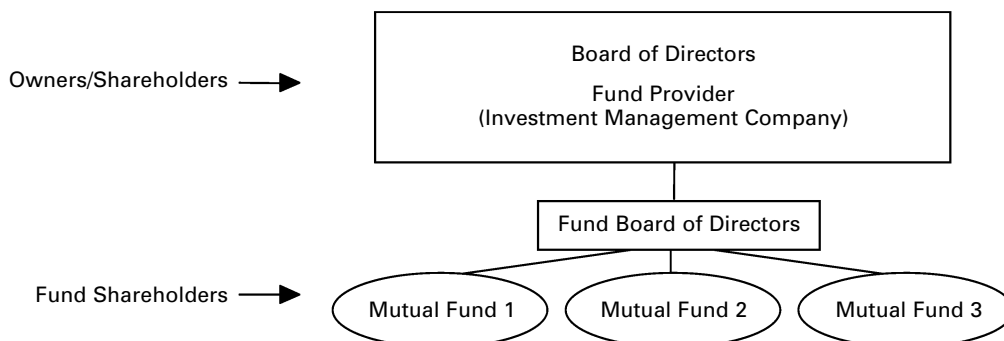 Board of Directors
Owners/Shareholders
Fund Provider
(Investment Management Company)
Fund Board of Directors
Fund Shareholders
Mutual Fund 1
Mutual Fund 2
Mutual Fund 3